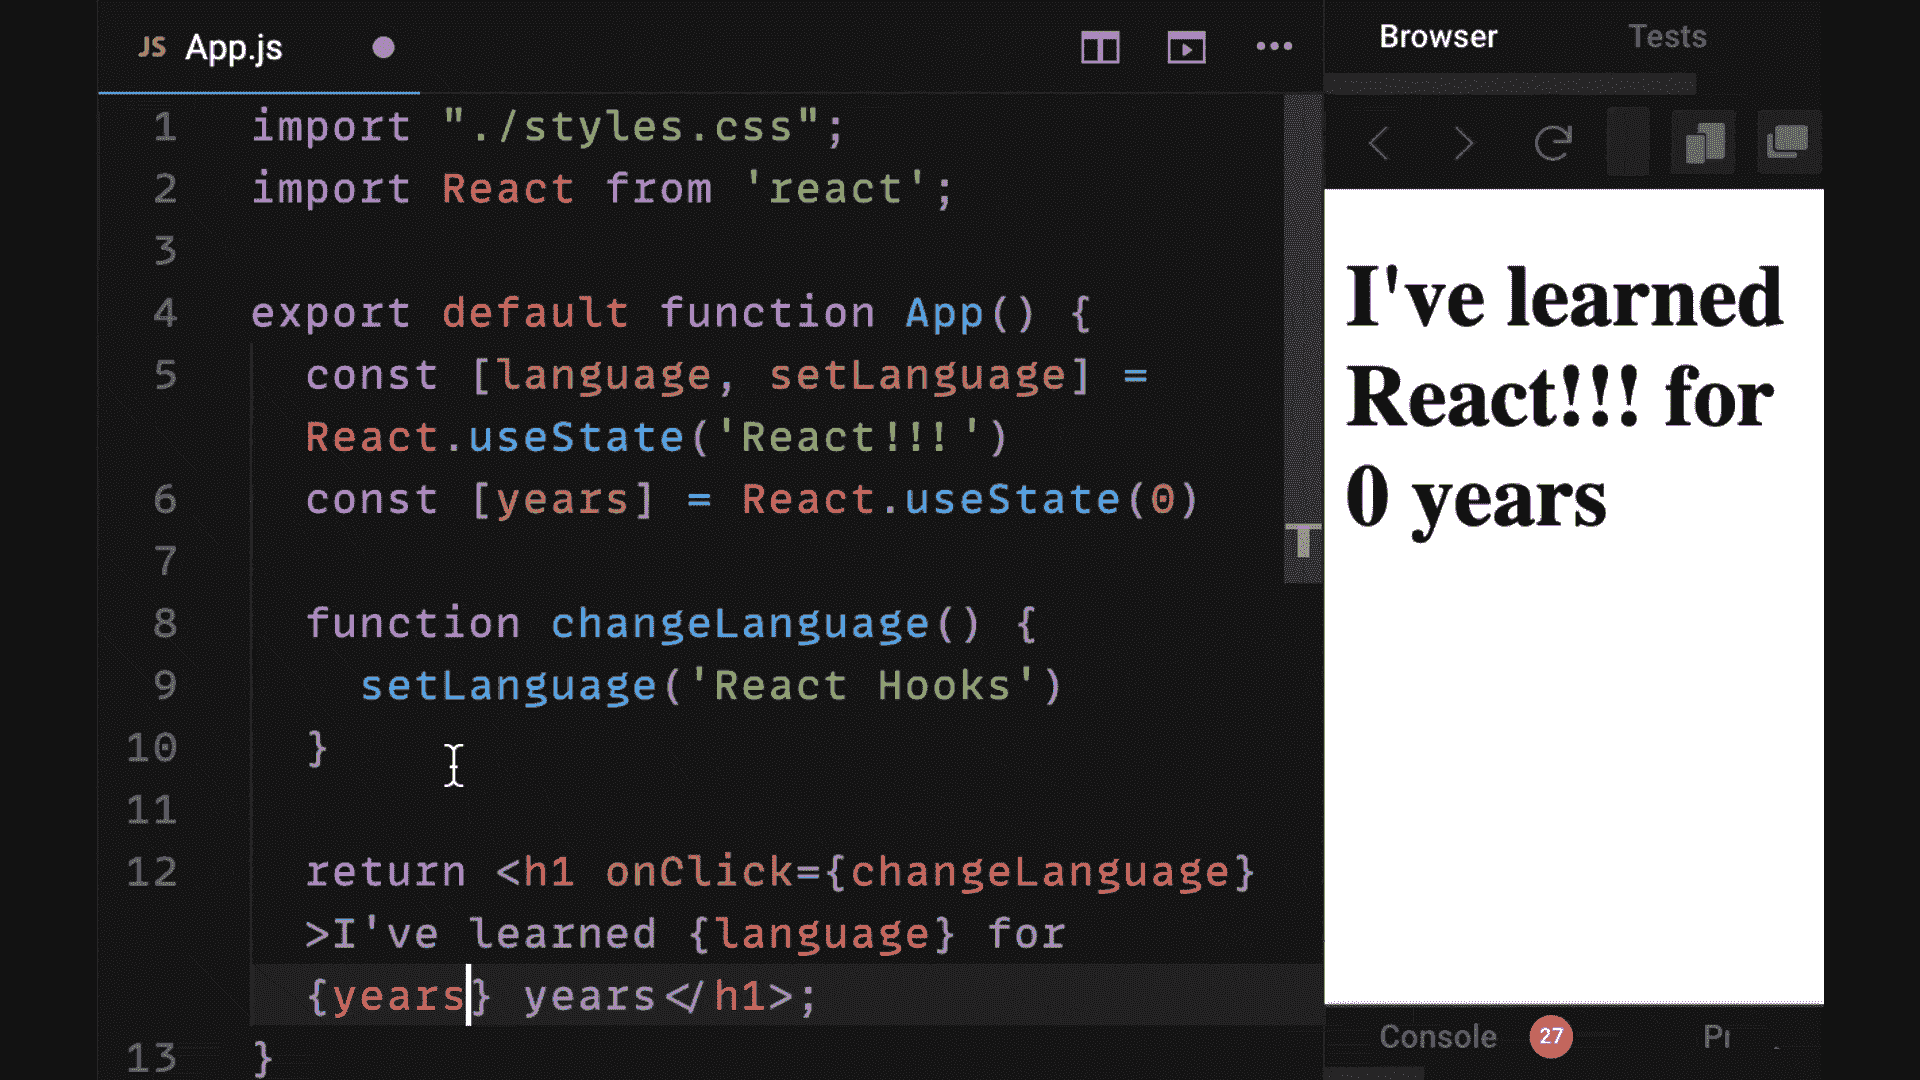 JS App.js
Browser Tests
1 import "./styles.css";
2 import React from 'react';
3
4 export default function App() {
5 const [language, setLanguage] =
React.useState('React!!!')
6 const [years] = React.useState(0)
7
8 function changeLanguage() {
9 setLanguage('React Hooks')
10 }
11
12 return <h1 onClick={changeLanguage}
>I've learned {language} for
{years} years</h1>;
13 }
I've learned
React!!! for
0 years
Console 27